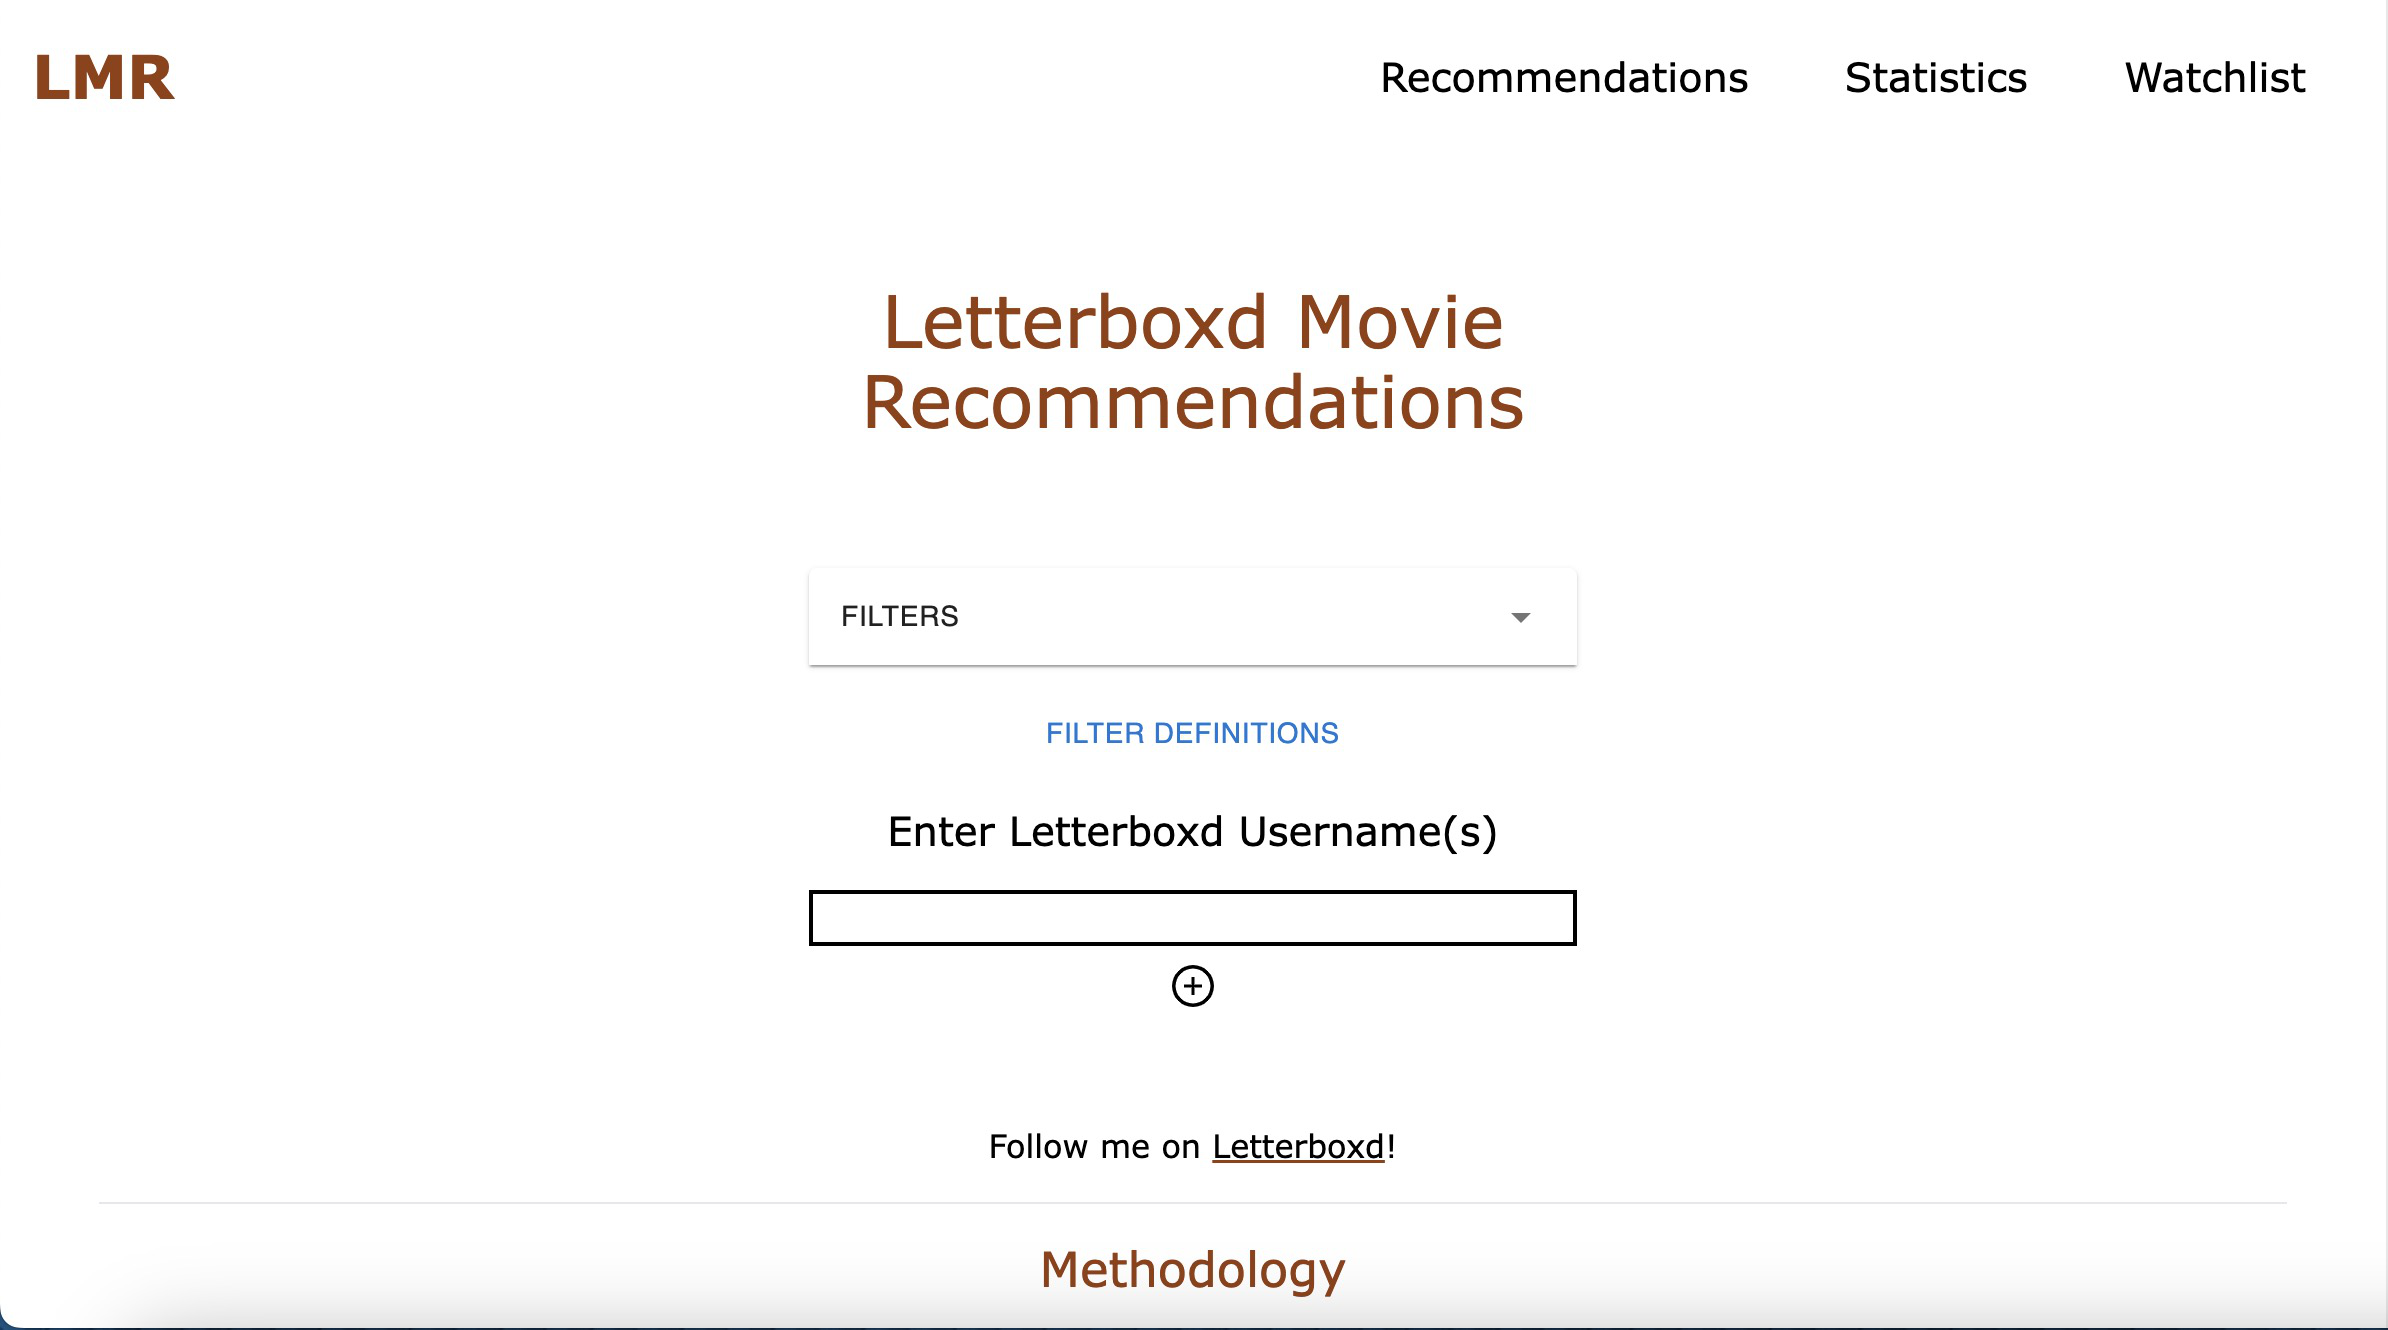 LMR
Recommendations Statistics Watchlist
Letterboxd Movie
Recommendations
FILTERS
FILTER DEFINITIONS
Enter Letterboxd Username(s)
Follow me on Letterboxd!
Methodology